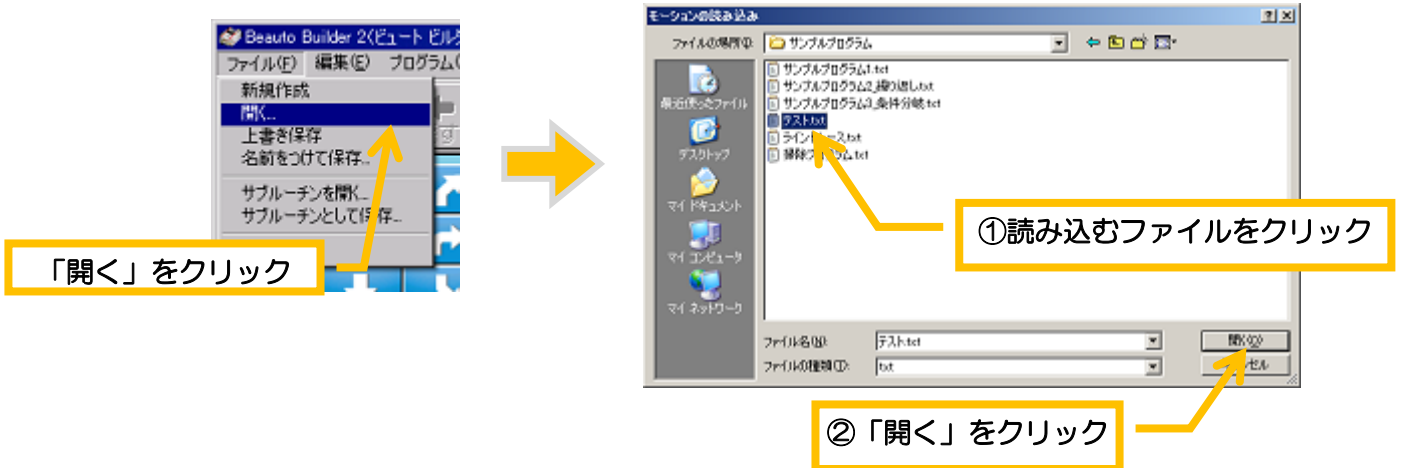 Beauto Builder 2(ビュート ビルダ
ファイル(F) 編集(E) プログラム(
新規作成
開く...
上書き保存
名前をつけて保存...
サブルーチンを開く...
サブルーチンとして保存...
「開く」をクリック
モーションの読み込み
ファイルの場所(I):
サンプルプログラム
最近使ったファイル
デスクトップ
マイ ドキュメント
マイ コンピュータ
マイ ネットワーク
サンプルプログラム1.txt
サンプルプログラム2_繰り返し.txt
サンプルプログラム3_条件分岐.txt
テスト.txt
ライントレース.txt
掃除プログラム.txt
①読み込むファイルをクリック
ファイル名(N):
テスト.txt
開く(O)
ファイルの種類(T):
txt
キャンセル
②「開く」をクリック